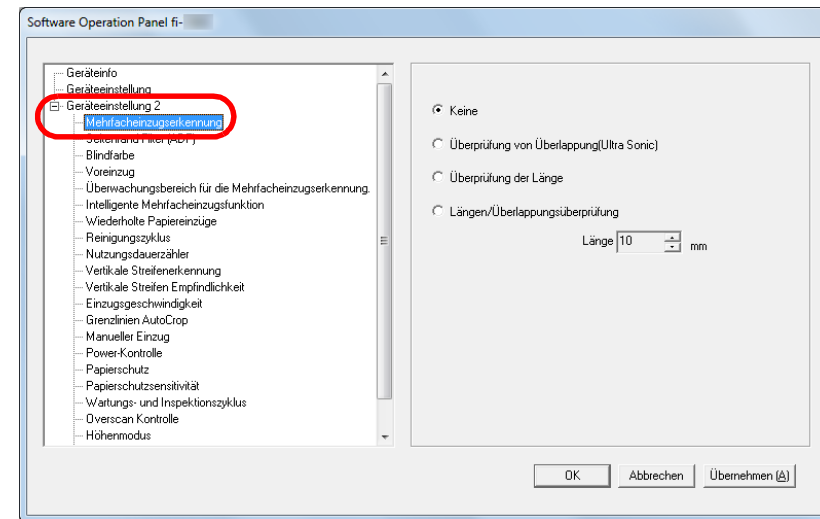 Software Operation Panel fi-
Geräteinfo
Geräteeinstellung
Geräteeinstellung 2
Mehrfacheinzugserkennung
Seitenrand Filter (ADF)
Blindfarbe
Voreinzug
Überwachungsbereich für die Mehrfacheinzugserkennung.
Intelligente Mehrfacheinzugsfunktion
Wiederholte Papiereinzüge
Reinigungszyklus
Nutzungsdauerzähler
Vertikale Streifenerkennung
Vertikale Streifen Empfindlichkeit
Einzugsgeschwindigkeit
Grenzlinien AutoCrop
Manueller Einzug
Power-Kontrolle
Papierschutz
Papierschutzsensitivität
Wartungs- und Inspektionszyklus
Overscan Kontrolle
Höhenmodus
Keine
Überprüfung von Überlappung(Ultra Sonic)
Überprüfung der Länge
Längen/Überlappungsüberprüfung
Länge 10 mm
OK Abbrechen Übernehmen (A)